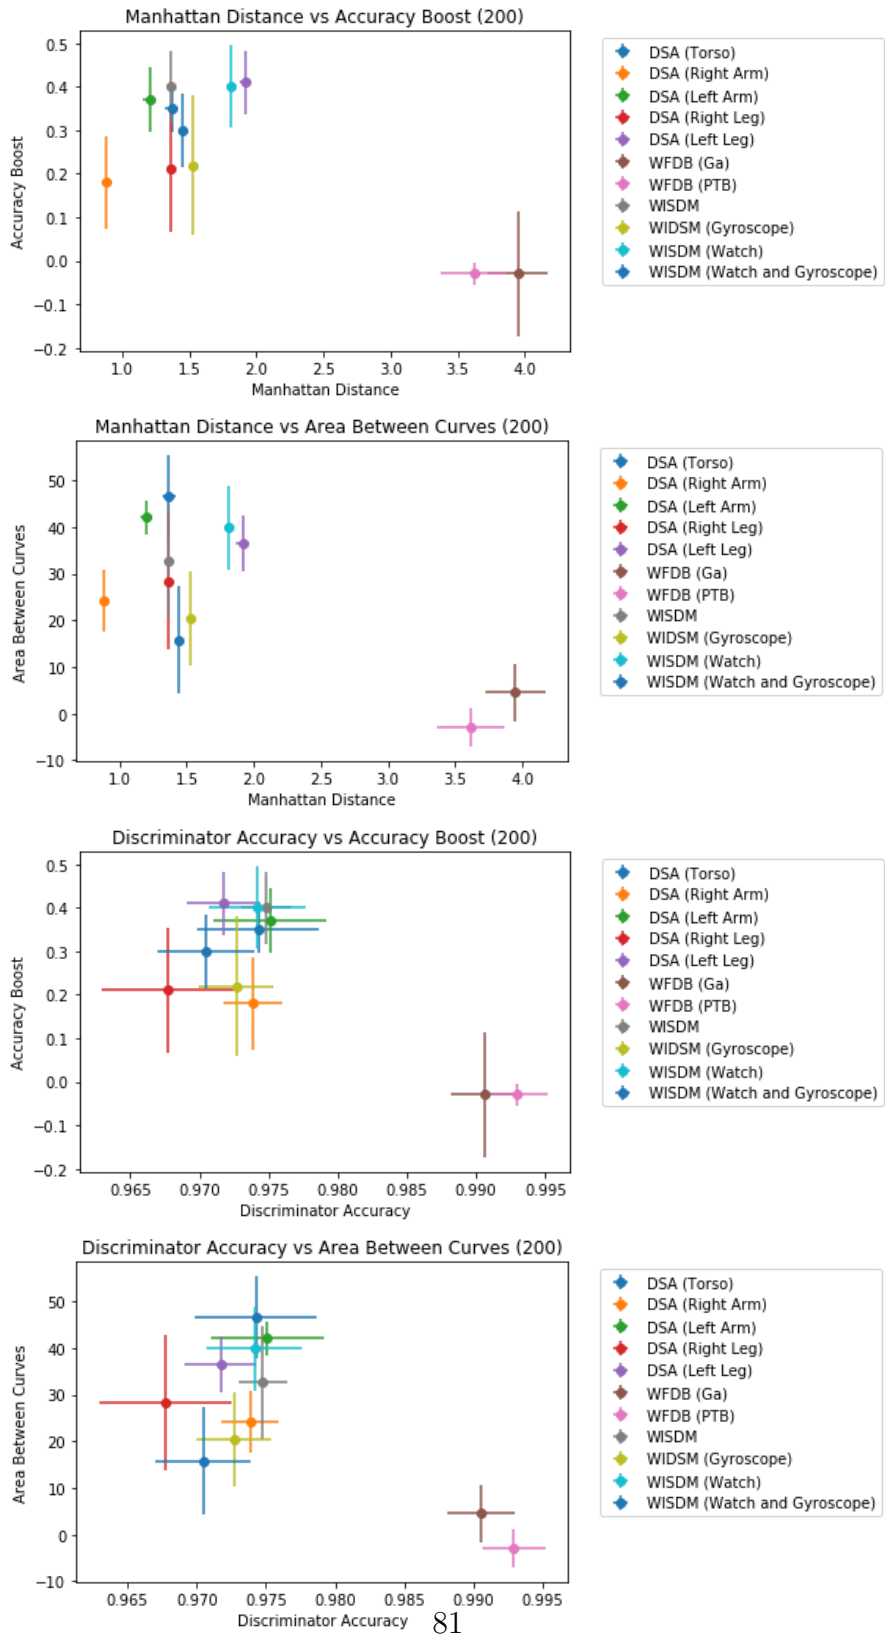 Manhattan Distance vs Accuracy Boost (200)
Accuracy Boost
0.5
0.4
0.3
0.2
0.1
0.0
−0.1
−0.2
1.0 1.5 2.0 2.5 3.0 3.5 4.0
Manhattan Distance
DSA (Torso)
DSA (Right Arm)
DSA (Left Arm)
DSA (Right Leg)
DSA (Left Leg)
WFDB (Ga)
WFDB (PTB)
WISDM
WIDSM (Gyroscope)
WISDM (Watch)
WISDM (Watch and Gyroscope)
Manhattan Distance vs Area Between Curves (200)
Area Between Curves
50
40
30
20
10
0
−10
1.0 1.5 2.0 2.5 3.0 3.5 4.0
Manhattan Distance
DSA (Torso)
DSA (Right Arm)
DSA (Left Arm)
DSA (Right Leg)
DSA (Left Leg)
WFDB (Ga)
WFDB (PTB)
WISDM
WIDSM (Gyroscope)
WISDM (Watch)
WISDM (Watch and Gyroscope)
Discriminator Accuracy vs Accuracy Boost (200)
Accuracy Boost
0.5
0.4
0.3
0.2
0.1
0.0
−0.1
−0.2
0.965 0.970 0.975 0.980 0.985 0.990 0.995
Discriminator Accuracy
DSA (Torso)
DSA (Right Arm)
DSA (Left Arm)
DSA (Right Leg)
DSA (Left Leg)
WFDB (Ga)
WFDB (PTB)
WISDM
WIDSM (Gyroscope)
WISDM (Watch)
WISDM (Watch and Gyroscope)
Discriminator Accuracy vs Area Between Curves (200)
Area Between Curves
50
40
30
20
10
0
−10
0.965 0.970 0.975 0.980 0.985 0.990 0.995
Discriminator Accuracy
DSA (Torso)
DSA (Right Arm)
DSA (Left Arm)
DSA (Right Leg)
DSA (Left Leg)
WFDB (Ga)
WFDB (PTB)
WISDM
WIDSM (Gyroscope)
WISDM (Watch)
WISDM (Watch and Gyroscope)
81